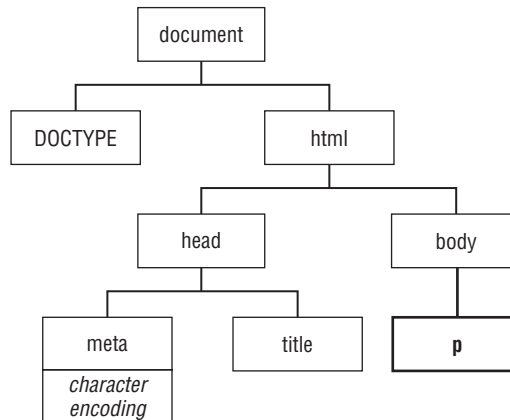 document
DOCTYPE
html
head
body
meta
title
p
character
encoding